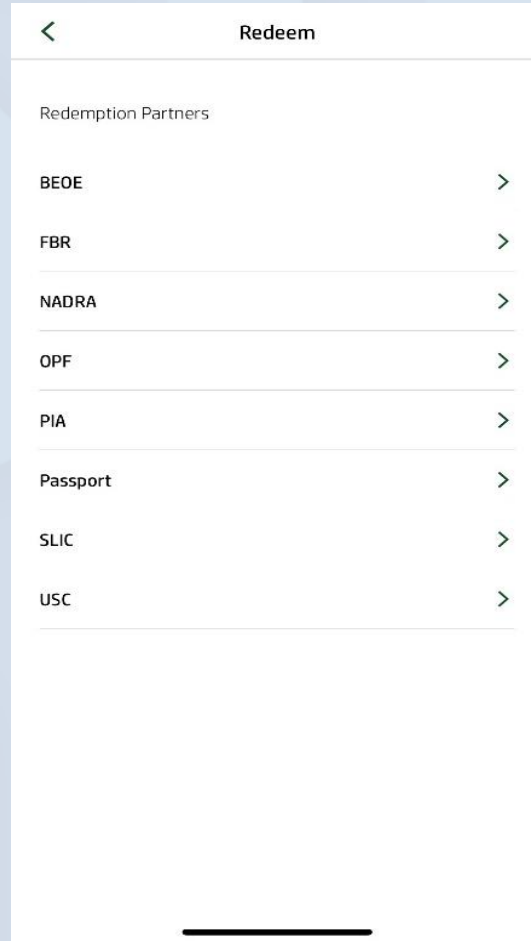 Redeem
Redemption Partners
BEOE
FBR
NADRA
OPF
PIA
Passport
SLIC
USC